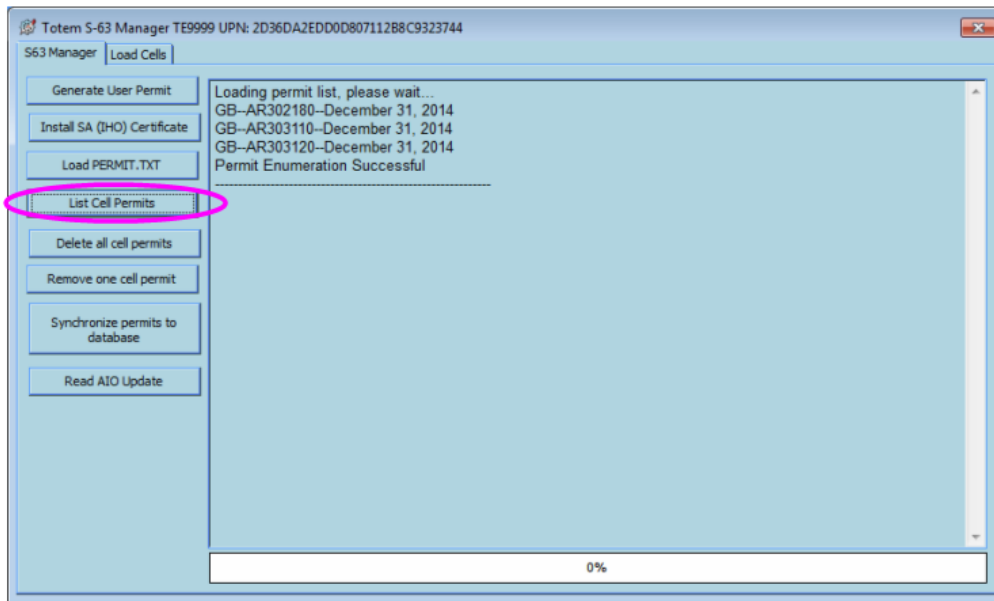 Totem S-63 Manager TE9999 UPN: 2D36DA2EDD0D807112B8C9323744
S63 Manager
Load Cells
Generate User Permit
Install SA (IHO) Certificate
Load PERMIT.TXT
List Cell Permits
Delete all cell permits
Remove one cell permit
Synchronize permits to
database
Read AIO Update
Loading permit list, please wait...
GB--AR302180--December 31, 2014
GB--AR303110--December 31, 2014
GB--AR303120--December 31, 2014
Permit Enumeration Successful
0%